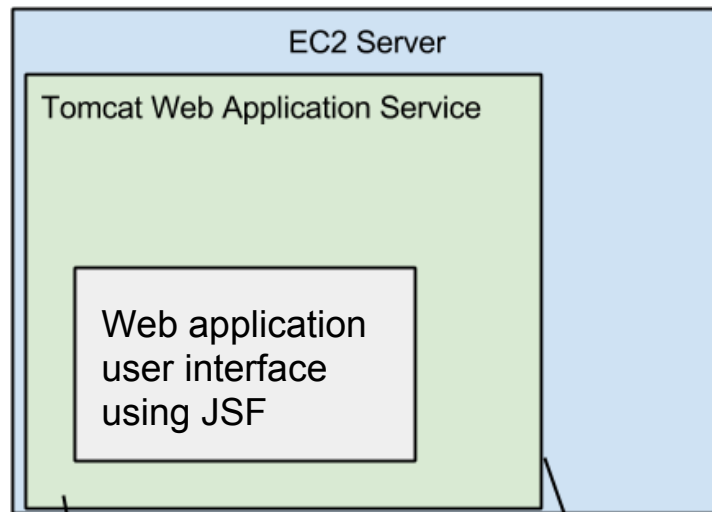 EC2 Server
Tomcat Web Application Service
Web application
user interface
using JSF